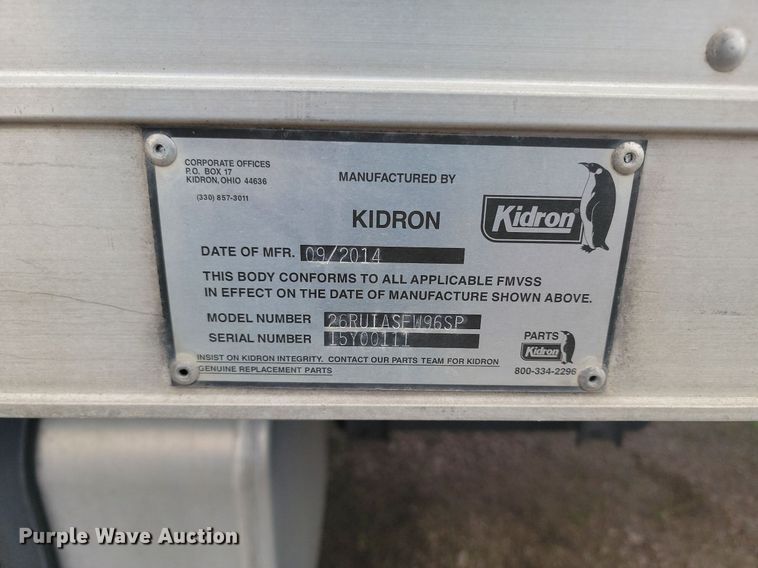 CORPORATE OFFICES
P.O. BOX 17
KIDRON, OHIO 44636
(330) 857-3011
MANUFACTURED BY
KIDRON
Kidron®
DATE OF MFR. 09/2014
THIS BODY CONFORMS TO ALL APPLICABLE FMVSS
IN EFFECT ON THE DATE OF MANUFACTURE SHOWN ABOVE.
MODEL NUMBER 26RUIASFW96SP
SERIAL NUMBER 15Y00111
PARTS
Kidron
800-334-2296
INSIST ON KIDRON INTEGRITY. CONTACT OUR PARTS TEAM FOR KIDRON
GENUINE REPLACEMENT PARTS
Purple Wave Auction